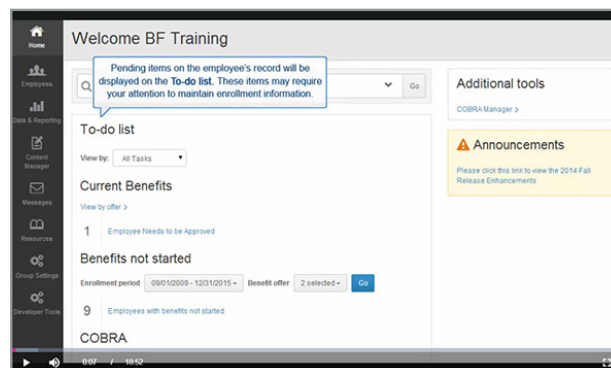 Home
Employees
Data & Reporting
Content
Manager
Messages
Resources
Group Settings
Developer Tools
Welcome BF Training
Pending items on the employee's record will be
displayed on the To-do list. These items may require
your attention to maintain enrollment information.
Go
To-do list
View by: All Tasks
Current Benefits
View by offer >
1 Employee Needs to be Approved
Benefits not started
Enrollment period 09/01/2009 - 12/31/2015 Benefit offer 2 selected Go
9 Employees with benefits not started
COBRA
Additional tools
COBRA Manager >
Announcements
Please click this link to view the 2014 Fall
Release Enhancements
0:07 / 18:52